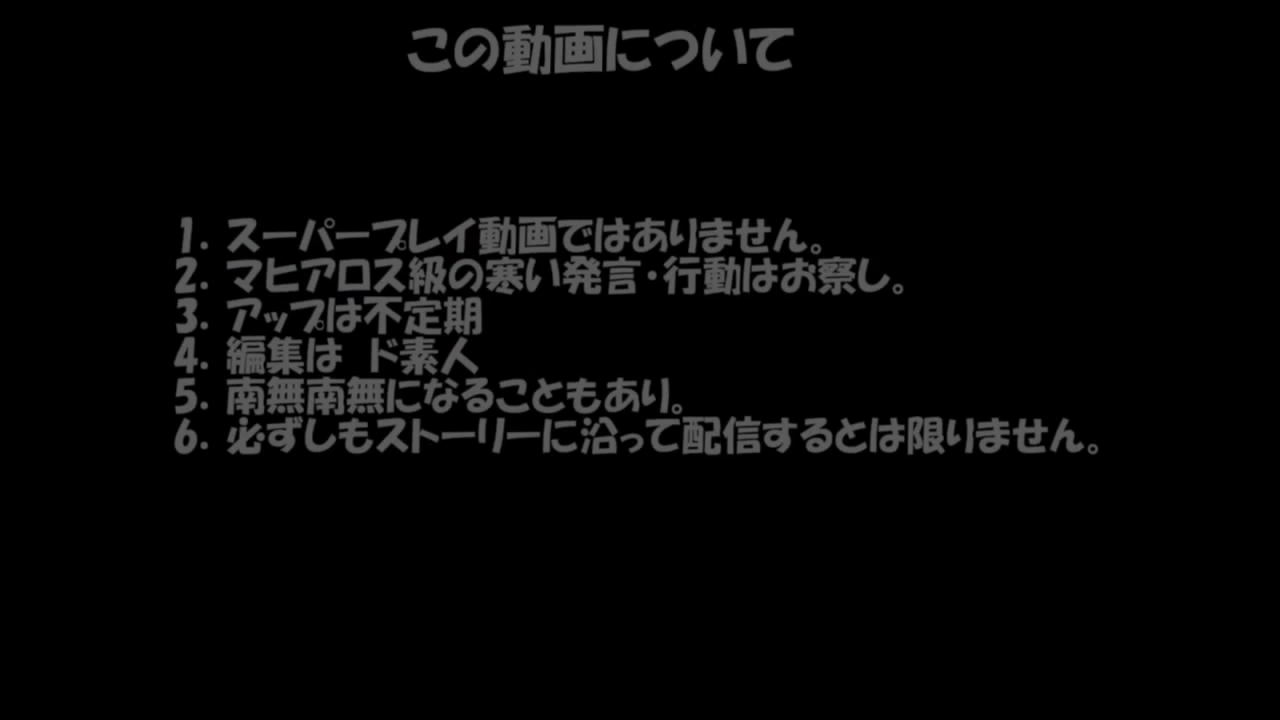 この動画について
1. スーパープレイ動画ではありません。
2. マヒアロス級の寒い発言・行動はお察し。
3. アップは不定期
4. 編集は　ド素人
5. 南無南無になることもあり。
6. 必ずしもストーリーに沿って配信するとは限りません。